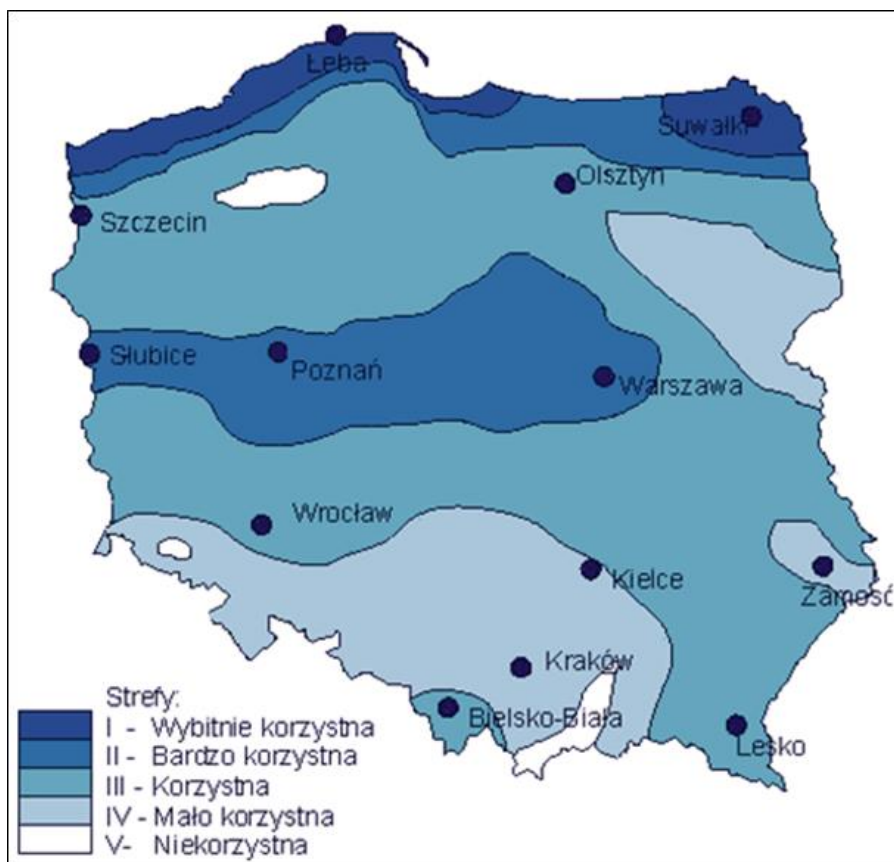 Łeba
Suwałki
Olsztyn
Szczecin
Słubice
Poznań
Warszawa
Wrocław
Kielce
Zamość
Kraków
Bielsko-Biała
Lesko
Strefy:
I - Wybitnie korzystna
II - Bardzo korzystna
III - Korzystna
IV - Mało korzystna
V- Niekorzystna